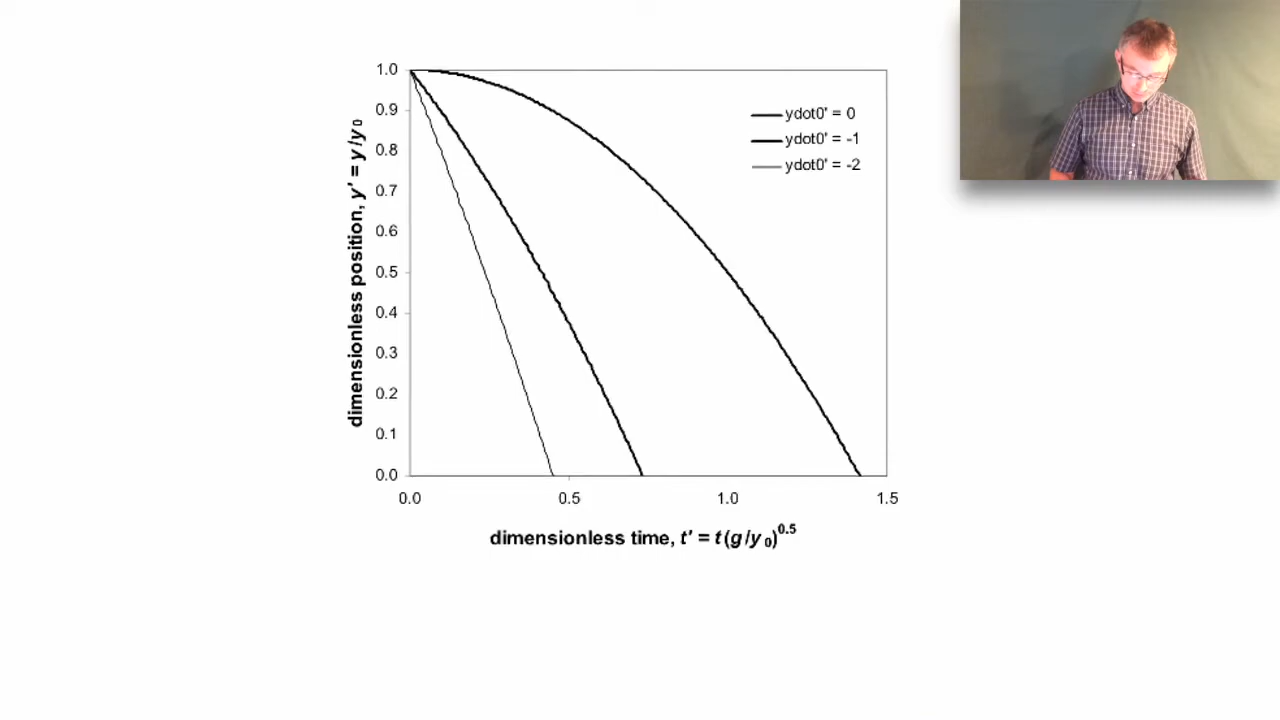 1.0
0.9
0.8
0.7
0.6
0.5
0.4
0.3
0.2
0.1
0.0
dimensionless position, y' = y/y0
ydot0' = 0
ydot0' = -1
ydot0' = -2
0.0 0.5 1.0 1.5
dimensionless time, t' = t(g/y0)^0.5